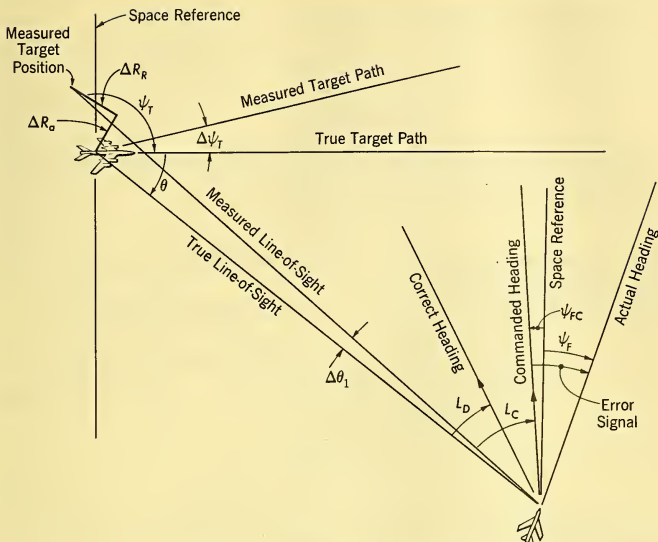 Space Reference
Measured
Target
Position
ΔR_R
ψ_T
ΔR_a
Measured Target Path
Δψ_T
True Target Path
θ
Measured Line-of-Sight
True Line-of-Sight
Δθ₁
Correct Heading
Commanded Heading
Space Reference
Actual Heading
ψ_FC
ψ_F
L_D
L_C
Error
Signal